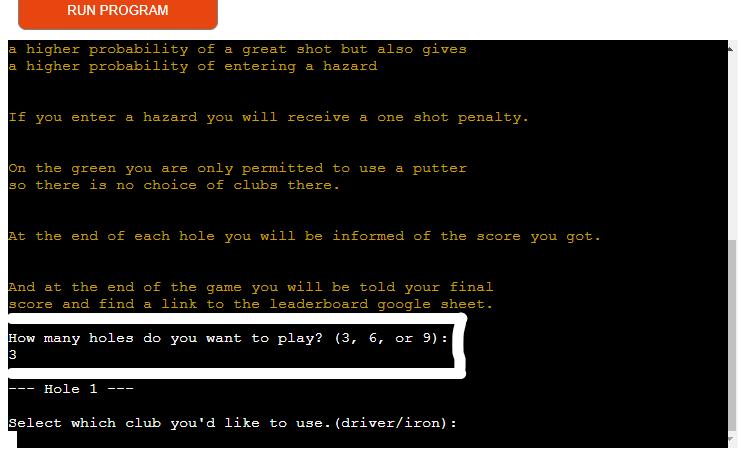 RUN PROGRAM
a higher probability of a great shot but also gives
a higher probability of entering a hazard
If you enter a hazard you will receive a one shot penalty.
On the green you are only permitted to use a putter
so there is no choice of clubs there.
At the end of each hole you will be informed of the score you got.
And at the end of the game you will be told your final
score and find a link to the leaderboard google sheet.
How many holes do you want to play? (3, 6, or 9):
3
--- Hole 1 ---
Select which club you'd like to use.(driver/iron):